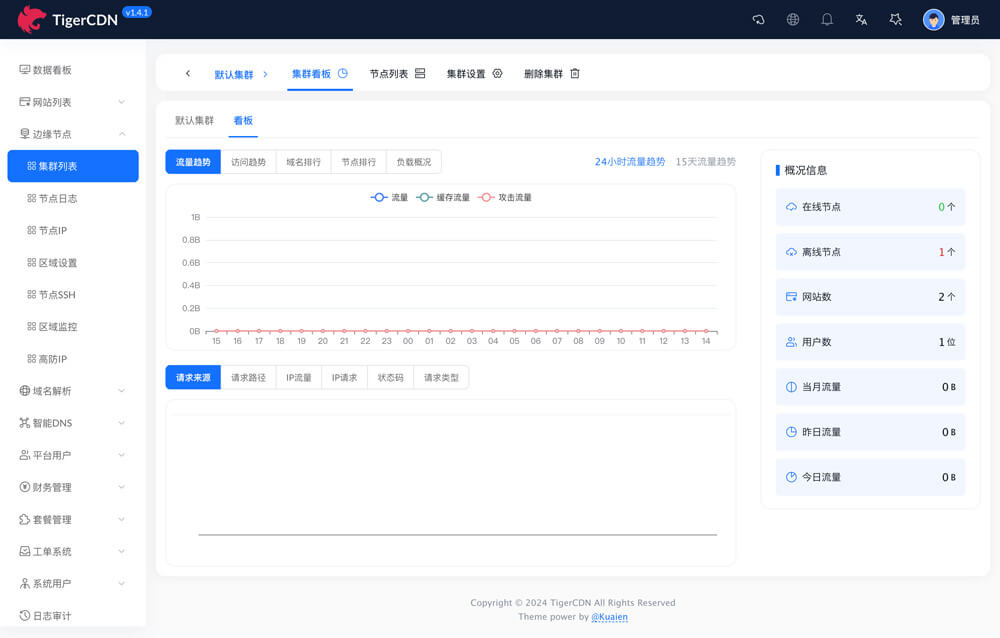 TigerCDN v1.4.1
管理员
数据看板
网站列表
边缘节点
集群列表
节点日志
节点IP
区域设置
节点SSH
区域监控
高防IP
域名解析
智能DNS
平台用户
财务管理
套餐管理
工单系统
系统用户
日志审计
默认集群 集群看板 节点列表 集群设置 删除集群
默认集群 看板
流量趋势 访问趋势 域名排行 节点排行 负载概况
24小时流量趋势 15天流量趋势
流量 缓存流量 攻击流量
1B
0.8B
0.6B
0.4B
0.2B
0B
15 16 17 18 19 20 21 22 23 00 01 02 03 04 05 06 07 08 09 10 11 12 13 14
请求来源 请求路径 IP流量 IP请求 状态码 请求类型
概况信息
在线节点 0 个
离线节点 1 个
网站数 2 个
用户数 1 位
当月流量 0 B
昨日流量 0 B
今日流量 0 B
Copyright © 2024 TigerCDN All Rights Reserved
Theme power by @Kuaien